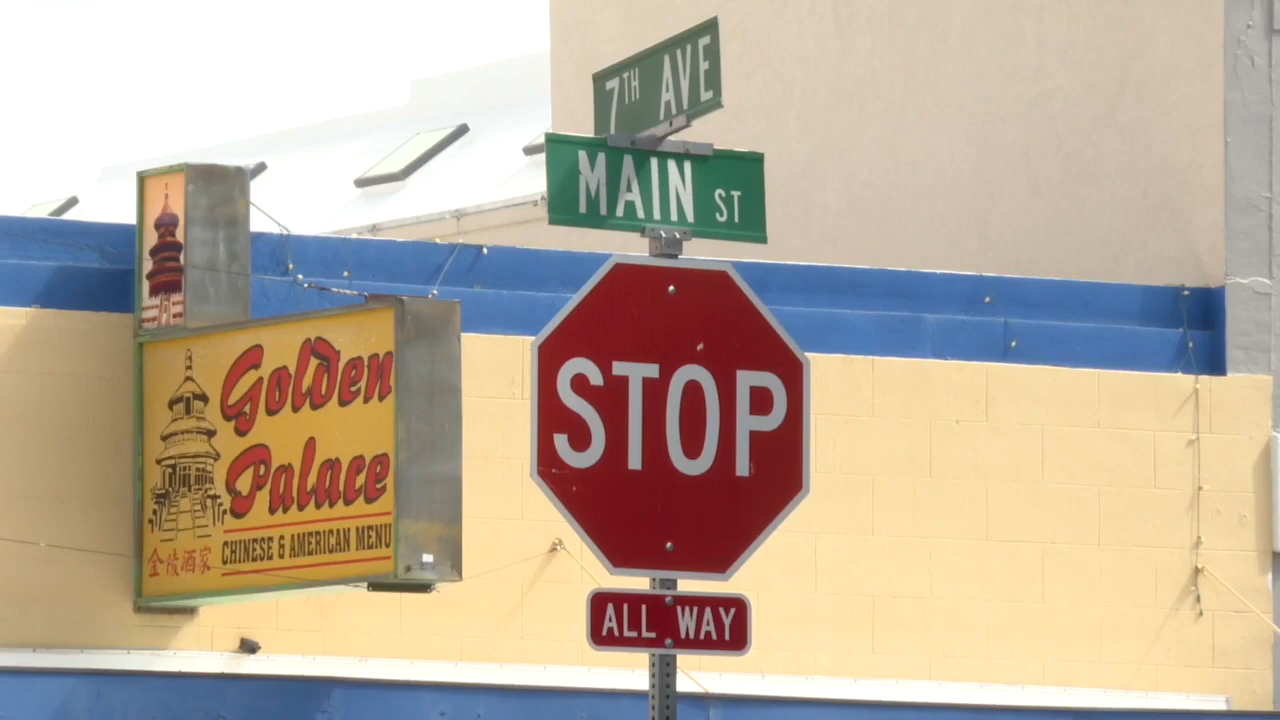 7TH AVE
MAIN ST
Golden
Palace
CHINESE & AMERICAN MENU
金陵酒家
STOP
ALL WAY